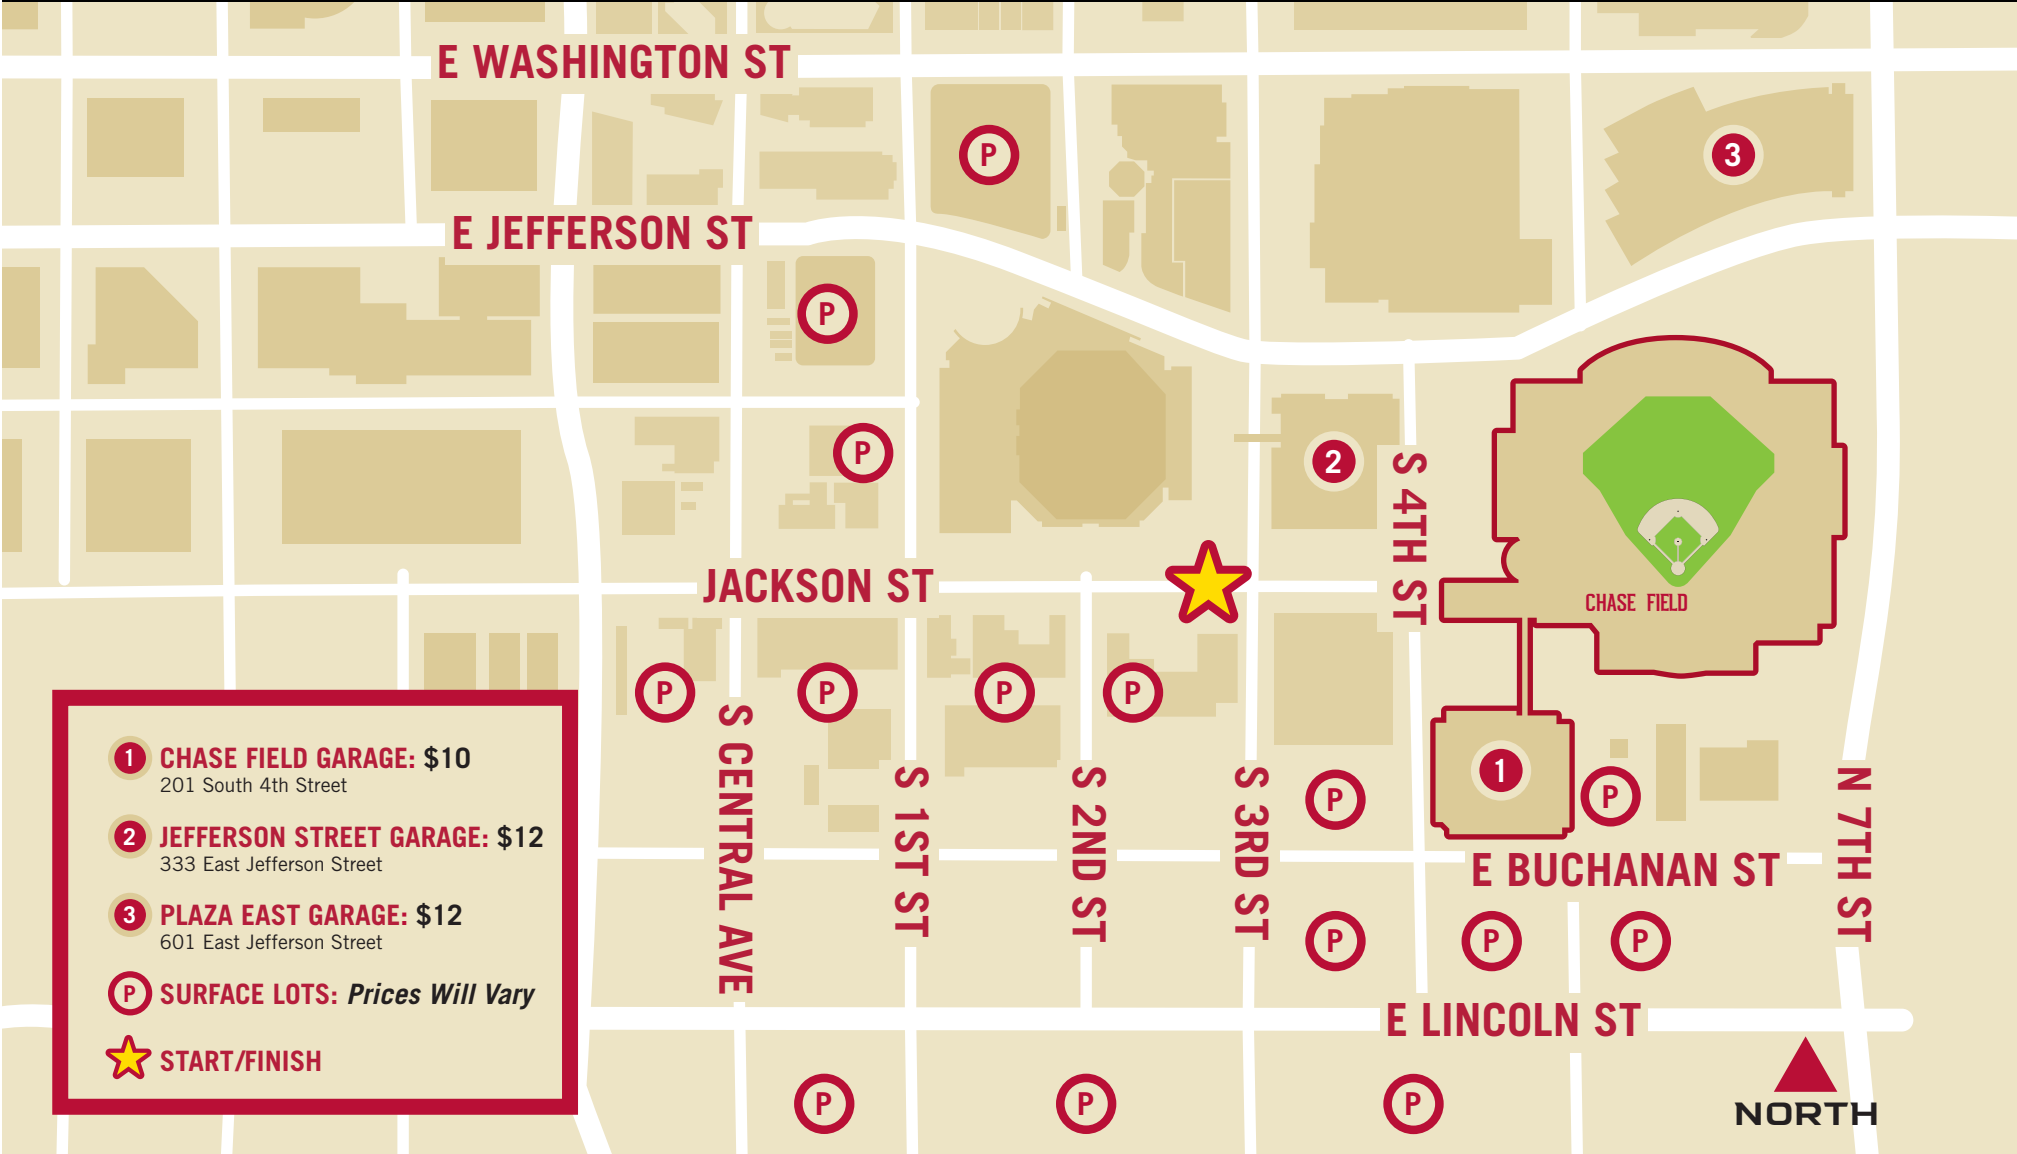 E WASHINGTON ST
P
3
E JEFFERSON ST
P
P
2
S 4TH ST
JACKSON ST
CHASE FIELD
P
P
P
P
S CENTRAL AVE
S 1ST ST
S 2ND ST
S 3RD ST
P
1
P
N 7TH ST
E BUCHANAN ST
P
P
P
E LINCOLN ST
P
P
P
NORTH
1 CHASE FIELD GARAGE: $10
201 South 4th Street
2 JEFFERSON STREET GARAGE: $12
333 East Jefferson Street
3 PLAZA EAST GARAGE: $12
601 East Jefferson Street
P SURFACE LOTS: Prices Will Vary
START/FINISH